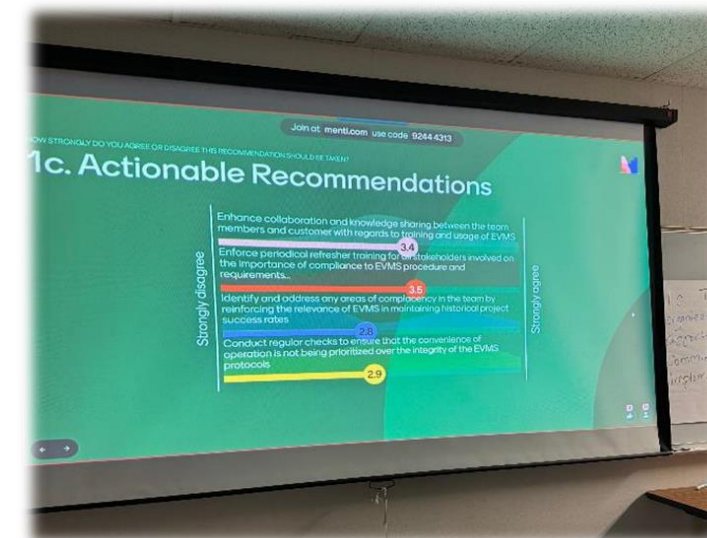 Join at menti.com use code 9244 4313
HOW STRONGLY DO YOU AGREE OR DISAGREE THIS RECOMMENDATION SHOULD BE TAKEN?
1c. Actionable Recommendations
Strongly disagree
Enhance collaboration and knowledge sharing between the team
members and customer with regards to training and usage of EVMS
3.4
Enforce periodical refresher training for all stakeholders involved on
the importance of compliance to EVMS procedure and
requirements...
3.5
Identify and address any areas of complacency in the team by
reinforcing the relevance of EVMS in maintaining historical project
success rates
2.8
Conduct regular checks to ensure that the convenience of
operation is not being prioritized over the integrity of the EVMS
protocols
2.9
Strongly agree